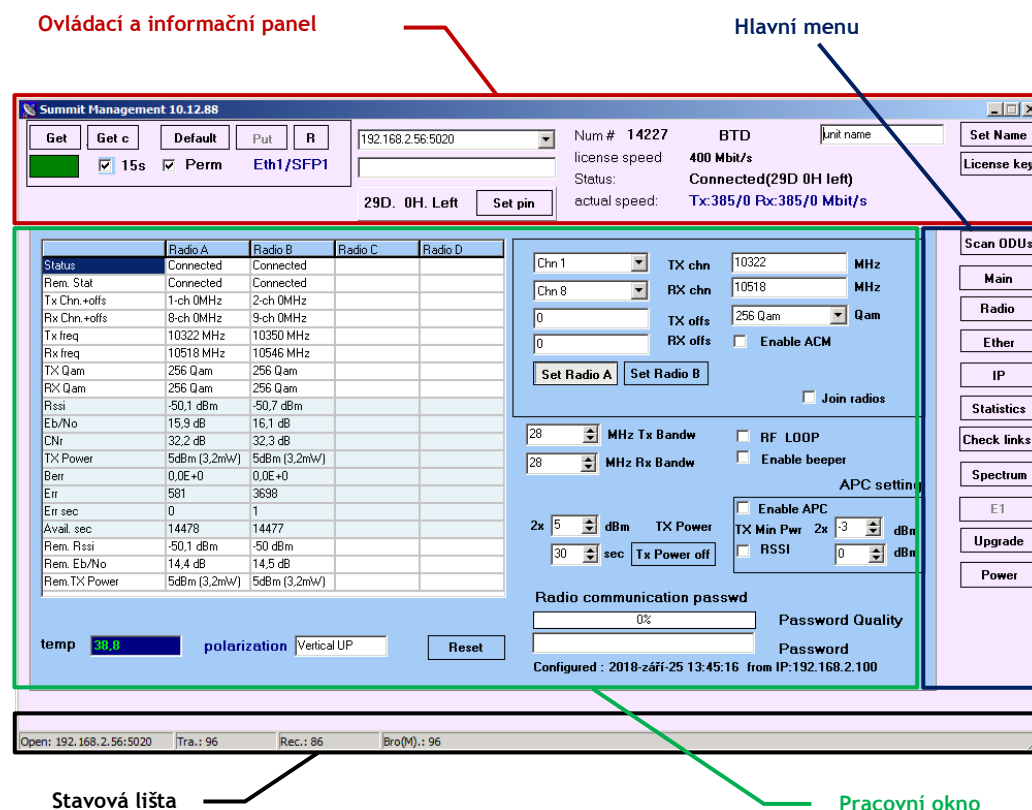 Ovládací a informační panel
Hlavní menu
Summit Management 10.12.88
Get Get c Default Put R 192.168.2.56:5020 Num # 14227 BTD unit name Set Name
license speed 400 Mbit/s License key
15s Perm Eth1/SFP1 Status: Connected(29D 0H left)
29D. 0H. Left Set pin actual speed: Tx:385/0 Rx:385/0 Mbit/s
Radio A Radio B Radio C Radio D
Status Connected Connected
Rem. Stat Connected Connected
Tx Chn.+offs 1-ch 0MHz 2-ch 0MHz
Rx Chn.+offs 8-ch 0MHz 9-ch 0MHz
Tx freq 10322 MHz 10350 MHz
Rx freq 10518 MHz 10546 MHz
TX Qam 256 Qam 256 Qam
RX Qam 256 Qam 256 Qam
Rssi -50,1 dBm -50,7 dBm
Eb/No 15,9 dB 16,1 dB
CNr 32,2 dB 32,3 dB
TX Power 5dBm (3,2mW) 5dBm (3,2mW)
Berr 0,0E+0 0,0E+0
Err 581 3698
Err sec 0 1
Avail. sec 14478 14477
Rem. Rssi -50,1 dBm -50 dBm
Rem. Eb/No 14,4 dB 14,5 dB
Rem.TX Power 5dBm (3,2mW) 5dBm (3,2mW)
temp 38,8 polarization Vertical UP Reset
Chn 1 TX chn 10322 MHz
Chn 8 RX chn 10518 MHz
0 TX offs 256 Qam Qam
0 RX offs Enable ACM
Set Radio A Set Radio B
Join radios
28 MHz Tx Bandw RF LOOP
28 MHz Rx Bandw Enable beeper
APC setting
Enable APC
2x 5 dBm TX Power TX Min Pwr 2x -3 dBm
30 sec Tx Power off RSSI 0 dBm
Radio communication passwd
0% Password Quality
Password
Configured : 2018-září-25 13:45:16 from IP:192.168.2.100
Scan ODUs
Main
Radio
Ether
IP
Statistics
Check links
Spectrum
E1
Upgrade
Power
Open: 192.168.2.56:5020 Tra.: 96 Rec.: 86 Bro(M).: 96
Stavová lišta
Pracovní okno